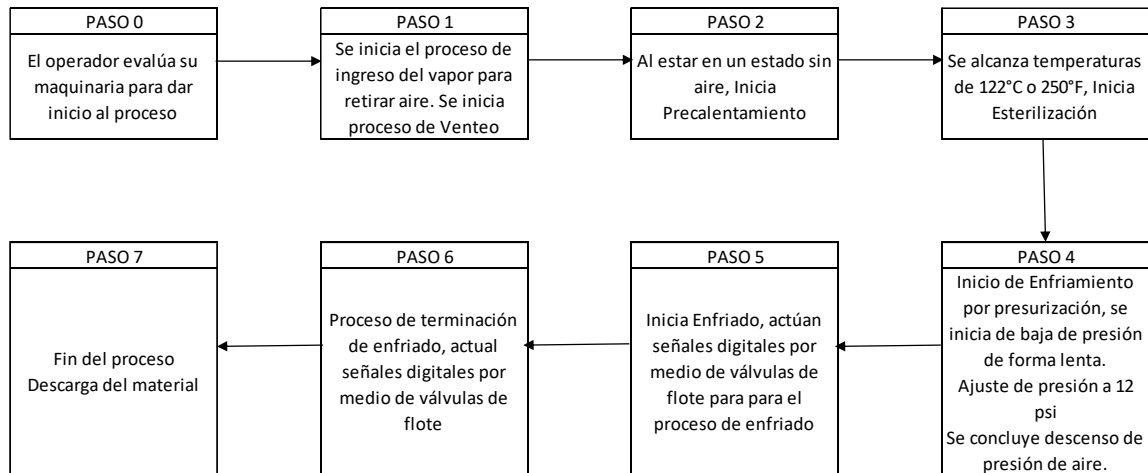 PASO 0
El operador evalúa su
maquinaria para dar
inicio al proceso
PASO 1
Se inicia el proceso de
ingreso del vapor para
retirar aire. Se inicia
proceso de Venteo
PASO 2
Al estar en un estado sin
aire, Inicia
Precalentamiento
PASO 3
Se alcanza temperaturas
de 122°C o 250°F, Inicia
Esterilización
PASO 4
Inicio de Enfriamiento
por presurización, se
inicia de baja de presión
de forma lenta.
Ajuste de presión a 12
psi
Se concluye descenso de
presión de aire.
PASO 5
Inicia Enfriado, actúan
señales digitales por
medio de válvulas de
flote para para el
proceso de enfriado
PASO 6
Proceso de terminación
de enfriado, actual
señales digitales por
medio de válvulas de
flote
PASO 7
Fin del proceso
Descarga del material